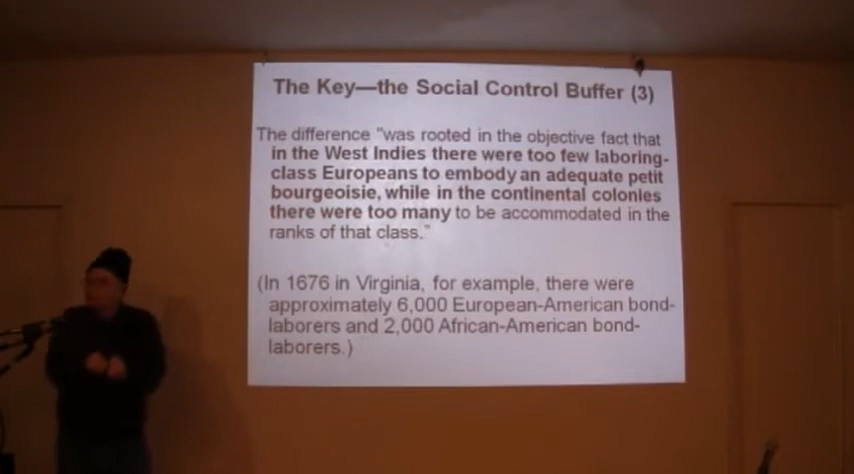 The Key—the Social Control Buffer (3)
The difference "was rooted in the objective fact that
in the West Indies there were too few laboring-
class Europeans to embody an adequate petit
bourgeoisie, while in the continental colonies
there were too many to be accommodated in the
ranks of that class."
(In 1676 in Virginia, for example, there were
approximately 6,000 European-American bond-
laborers and 2,000 African-American bond-
laborers.)